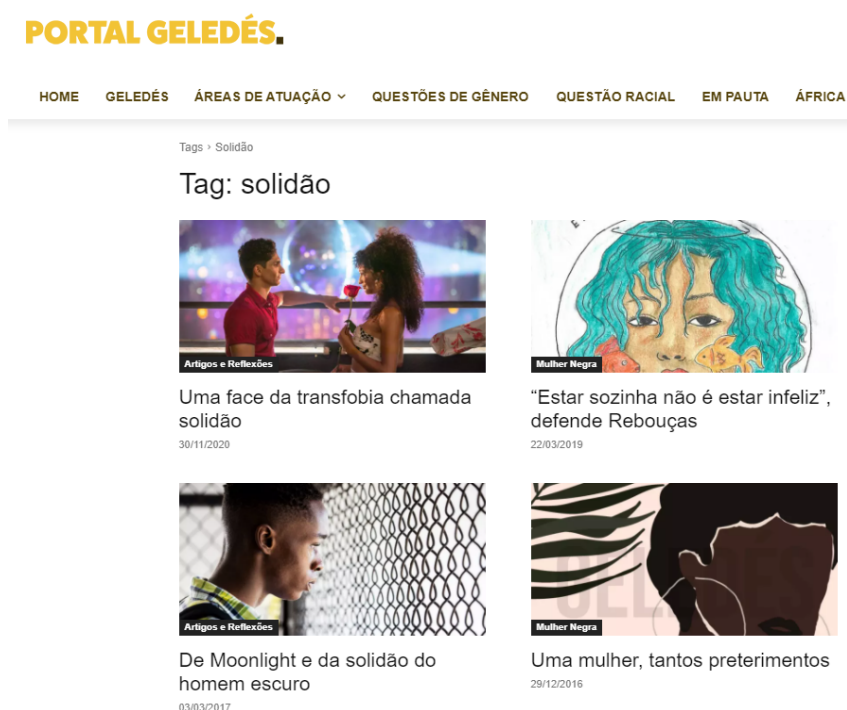 PORTAL GELEDÉS.
HOME GELEDÉS ÁREAS DE ATUAÇÃO QUESTÕES DE GÊNERO QUESTÃO RACIAL EM PAUTA ÁFRICA
Tags › Solidão
Tag: solidão
Artigos e Reflexões
Uma face da transfobia chamada
solidão
30/11/2020
Mulher Negra
“Estar sozinha não é estar infeliz”,
defende Rebouças
22/03/2019
Artigos e Reflexões
De Moonlight e da solidão do
homem escuro
03/03/2017
GELEDÉS
Mulher Negra
Uma mulher, tantos preterimentos
29/12/2016